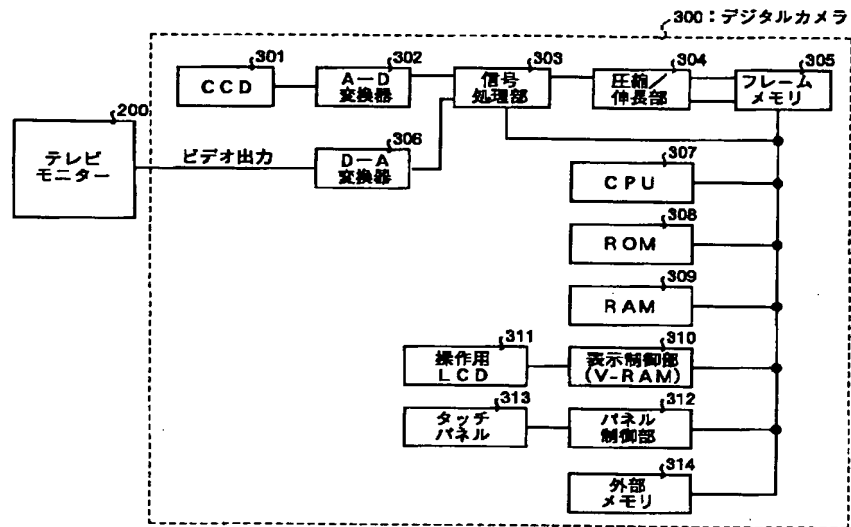 300:デジタルカメラ
301
302
303
304
305
CCD
A-D
変換器
信号
処理部
圧縮/
伸長部
フレーム
メモリ
200
テレビ
モニター
ビデオ出力
306
D-A
変換器
307
CPU
308
ROM
309
RAM
311
操作用
LCD
310
表示制御部
(V-RAM)
313
タッチ
パネル
312
パネル
制御部
314
外部
メモリ